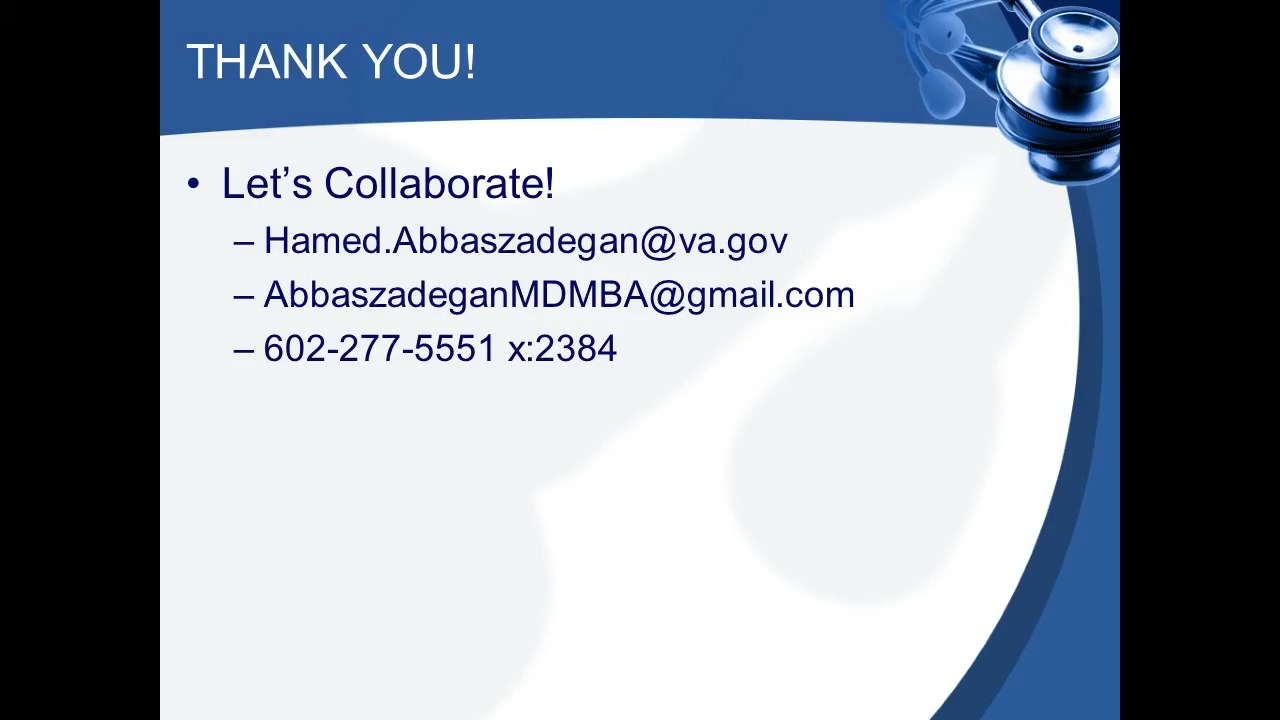 THANK YOU!
• Let’s Collaborate!
– Hamed.Abbaszadegan@va.gov
– AbbaszadeganMDMBA@gmail.com
– 602-277-5551 x:2384